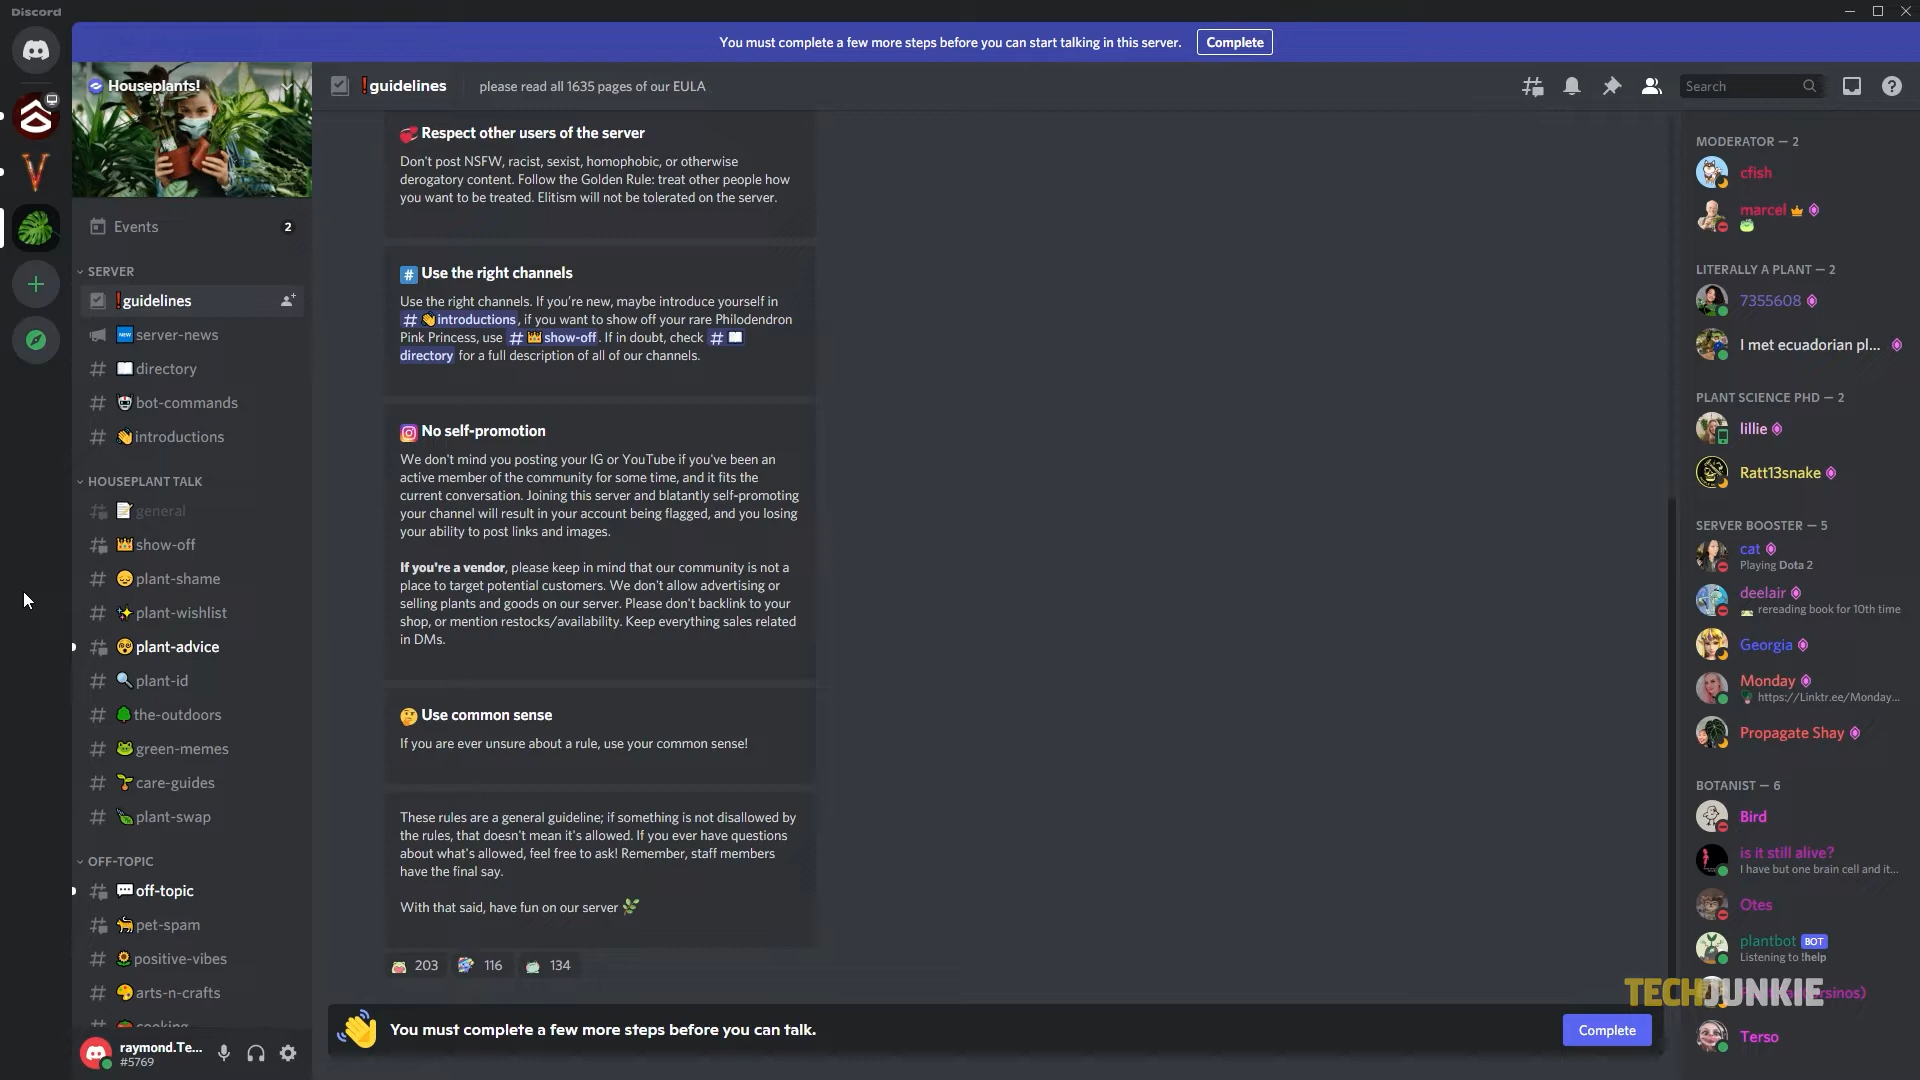 Discord
You must complete a few more steps before you can start talking in this server.
Complete
Houseplants!
!guidelines
please read all 1635 pages of our EULA
Search
Events
2
SERVER
!guidelines
server-news
directory
bot-commands
introductions
HOUSEPLANT TALK
general
show-off
plant-shame
plant-wishlist
plant-advice
plant-id
the-outdoors
green-memes
care-guides
plant-swap
OFF-TOPIC
off-topic
pet-spam
positive-vibes
arts-n-crafts
cooking
raymond.Te...
#5769
Respect other users of the server
Don't post NSFW, racist, sexist, homophobic, or otherwise
derogatory content. Follow the Golden Rule: treat other people how
you want to be treated. Elitism will not be tolerated on the server.
# Use the right channels
Use the right channels. If you're new, maybe introduce yourself in
# introductions, if you want to show off your rare Philodendron
Pink Princess, use # show-off. If in doubt, check #
directory for a full description of all of our channels.
No self-promotion
We don't mind you posting your IG or YouTube if you've been an
active member of the community for some time, and it fits the
current conversation. Joining this server and blatantly self-promoting
your channel will result in your account being flagged, and you losing
your ability to post links and images.
If you're a vendor, please keep in mind that our community is not a
place to target potential customers. We don't allow advertising or
selling plants and goods on our server. Please don't backlink to your
shop, or mention restocks/availability. Keep everything sales related
in DMs.
Use common sense
If you are ever unsure about a rule, use your common sense!
These rules are a general guideline; if something is not disallowed by
the rules, that doesn't mean it's allowed. If you ever have questions
about what's allowed, feel free to ask! Remember, staff members
have the final say.
With that said, have fun on our server
203 116 134
You must complete a few more steps before you can talk.
Complete
MODERATOR — 2
cfish
marcel
LITERALLY A PLANT — 2
7355608
I met ecuadorian pl...
PLANT SCIENCE PHD — 2
lillie
Ratt13snake
SERVER BOOSTER — 5
cat
Playing Dota 2
deelair
rereading book for 10th time
Georgia
Monday
https://Linktr.ee/Monday...
Propagate Shay
BOTANIST — 6
Bird
is it still alive?
I have but one brain cell and it...
Otes
plantbot BOT
Listening to !help
TECHJUNKIE
Terso